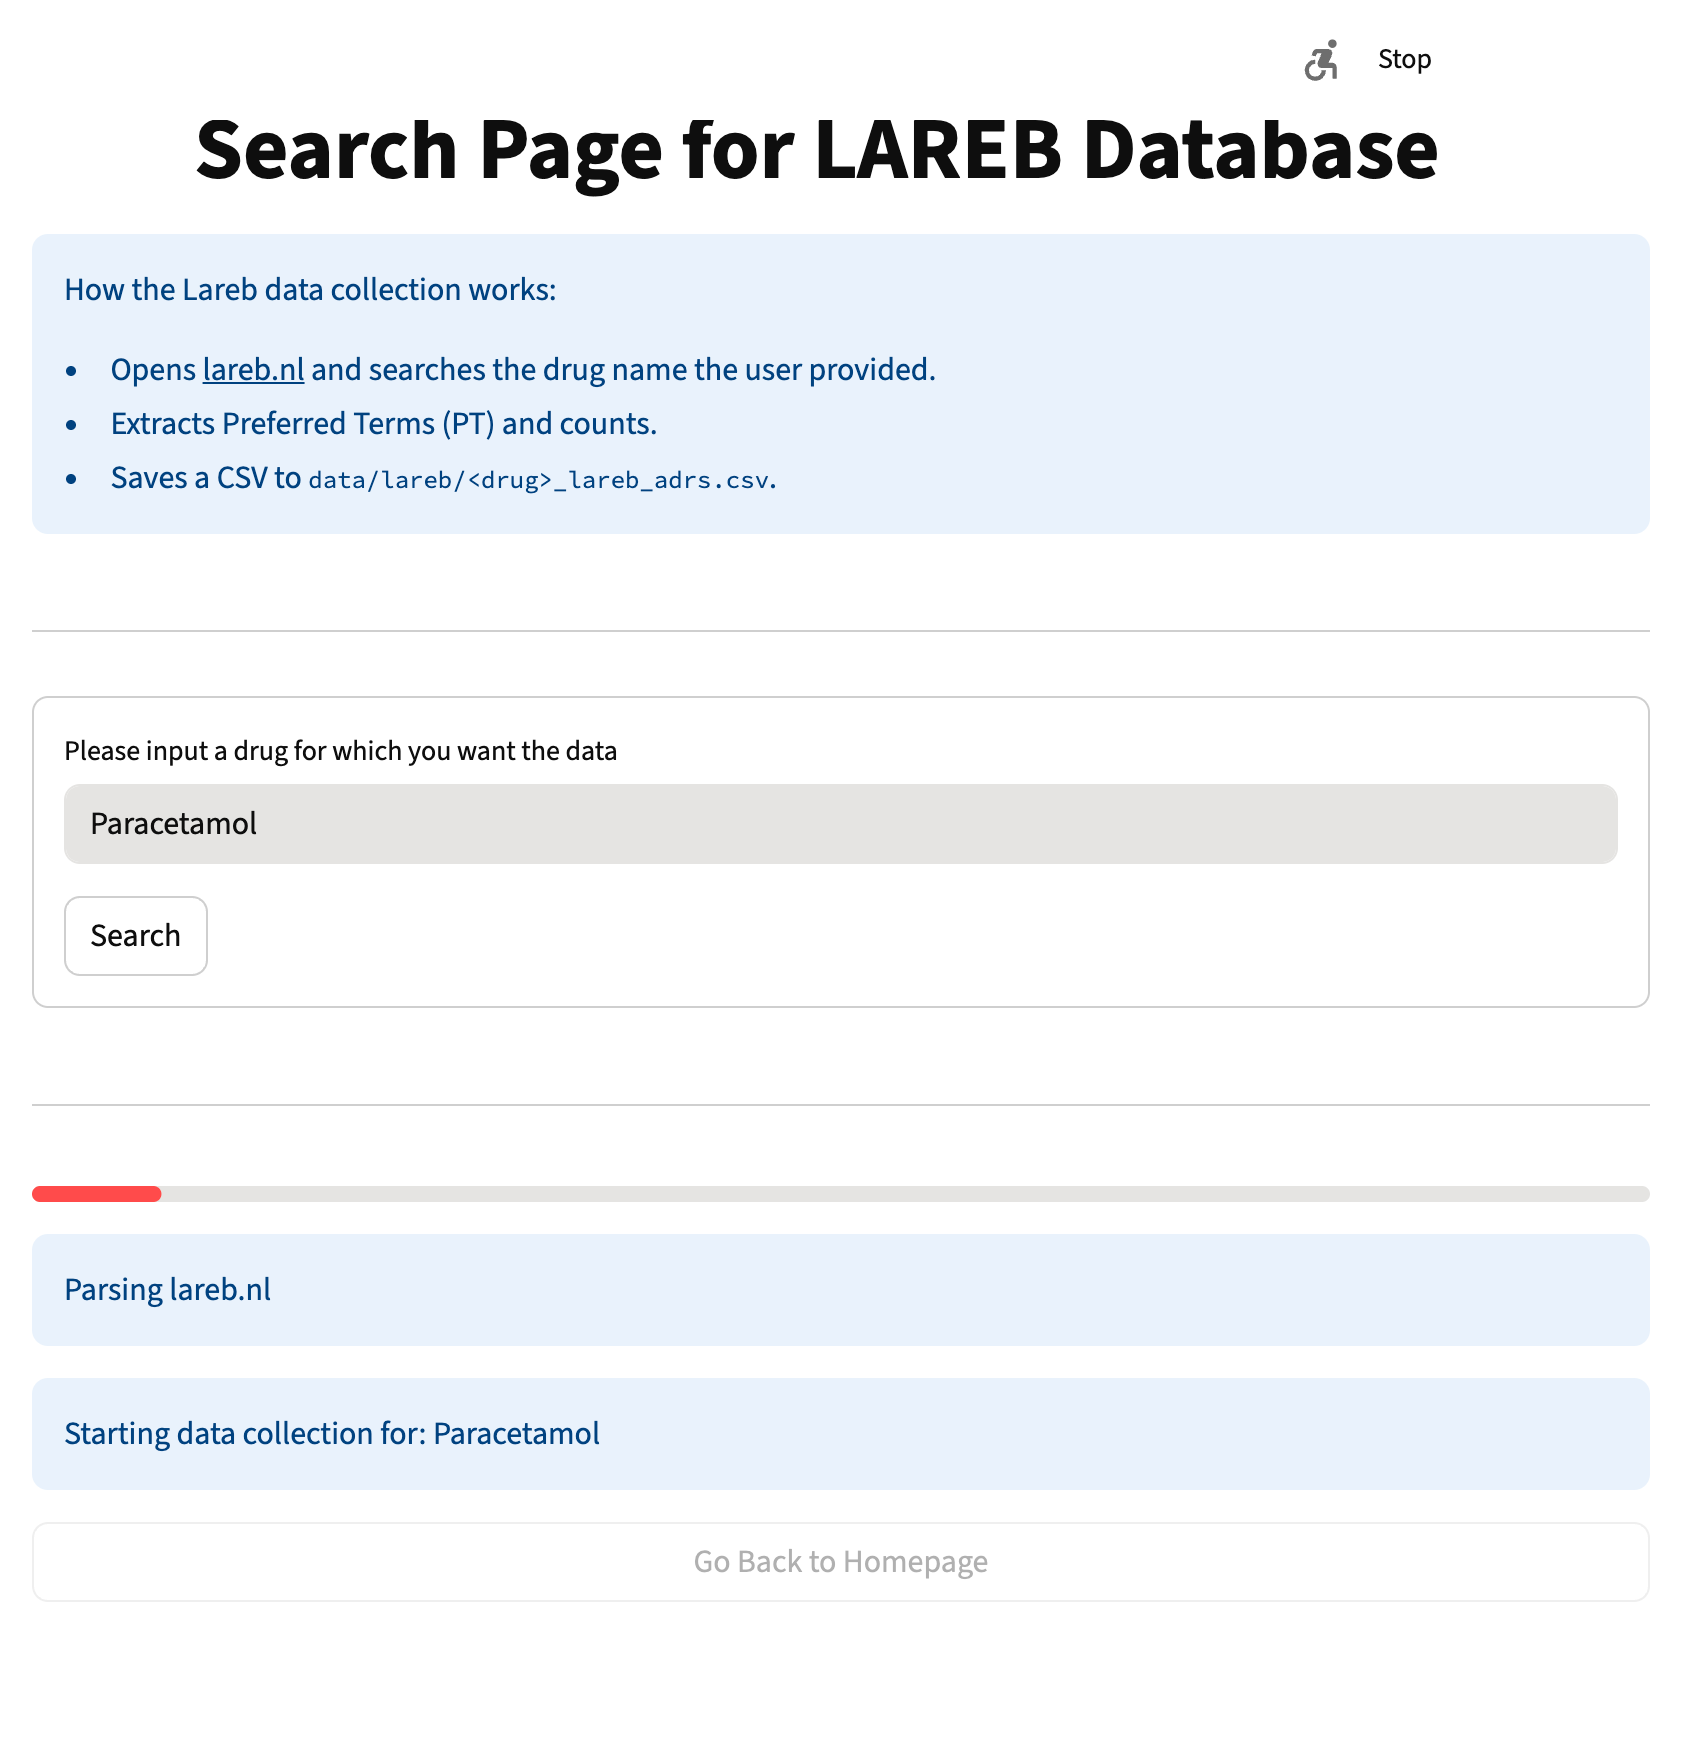 Stop
Search Page for LAREB Database
How the Lareb data collection works:
• Opens lareb.nl and searches the drug name the user provided.
• Extracts Preferred Terms (PT) and counts.
• Saves a CSV to data/lareb/<drug>_lareb_adrs.csv.
Please input a drug for which you want the data
Paracetamol
Search
Parsing lareb.nl
Starting data collection for: Paracetamol
Go Back to Homepage